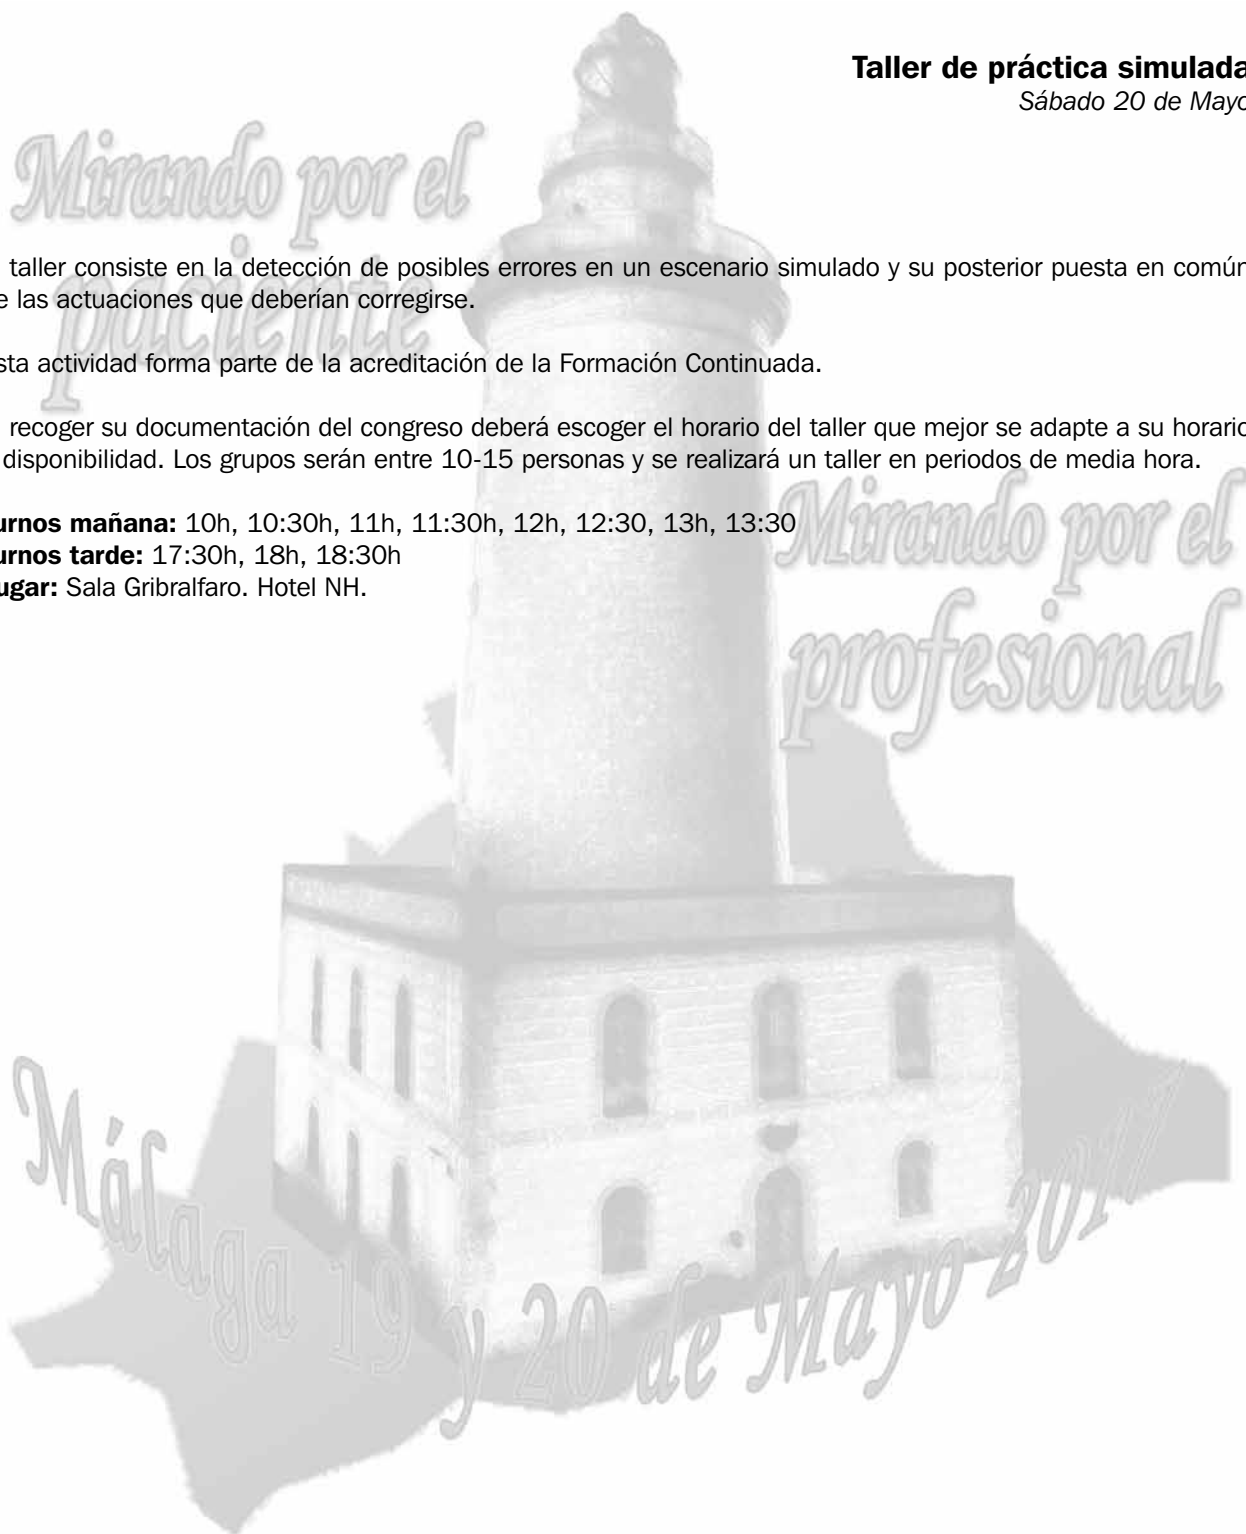 Taller de práctica simulada
Sábado 20 de Mayo
Mirando por el
paciente
taller consiste en la detección de posibles errores en un escenario simulado y su posterior puesta en común
e las actuaciones que deberían corregirse.
sta actividad forma parte de la acreditación de la Formación Continuada.
recoger su documentación del congreso deberá escoger el horario del taller que mejor se adapte a su horario
disponibilidad. Los grupos serán entre 10-15 personas y se realizará un taller en periodos de media hora.
urnos mañana: 10h, 10:30h, 11h, 11:30h, 12h, 12:30, 13h, 13:30
urnos tarde: 17:30h, 18h, 18:30h
ugar: Sala Gribralfaro. Hotel NH.
Mirando por el
profesional
Málaga 19 y 20 de Mayo 2017